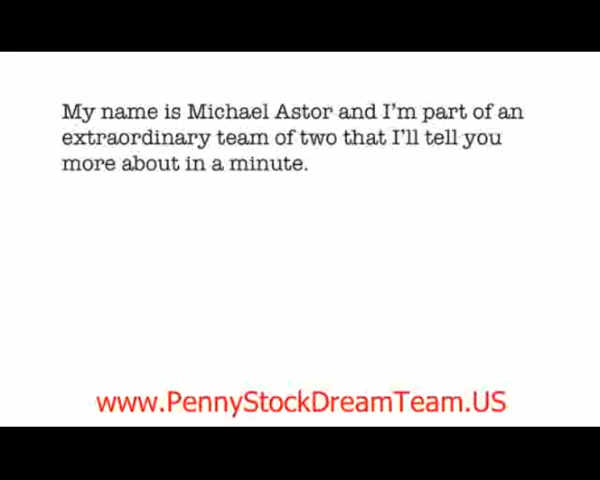 My name is Michael Astor and I'm part of an
extraordinary team of two that I'll tell you
more about in a minute.
www.PennyStockDreamTeam.US